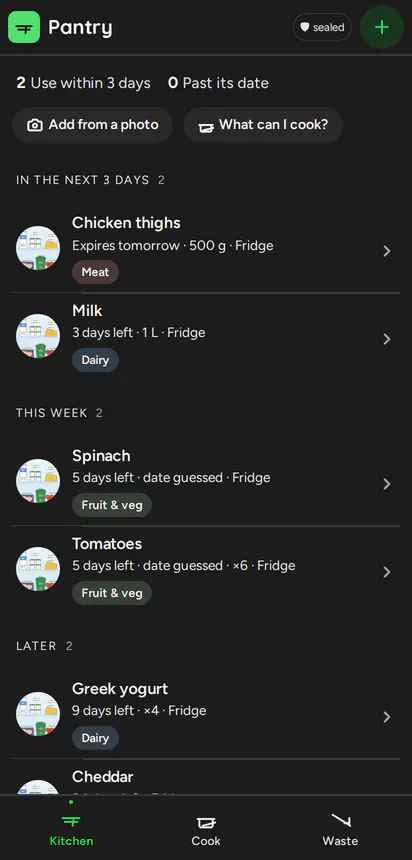 Pantry
sealed
2 Use within 3 days 0 Past its date
Add from a photo
What can I cook?
IN THE NEXT 3 DAYS 2
Chicken thighs
Expires tomorrow · 500 g · Fridge
Meat
Milk
3 days left · 1 L · Fridge
Dairy
THIS WEEK 2
Spinach
5 days left · date guessed · Fridge
Fruit & veg
Tomatoes
5 days left · date guessed · ×6 · Fridge
Fruit & veg
LATER 2
Greek yogurt
9 days left · ×4 · Fridge
Dairy
Cheddar
Kitchen
Cook
Waste